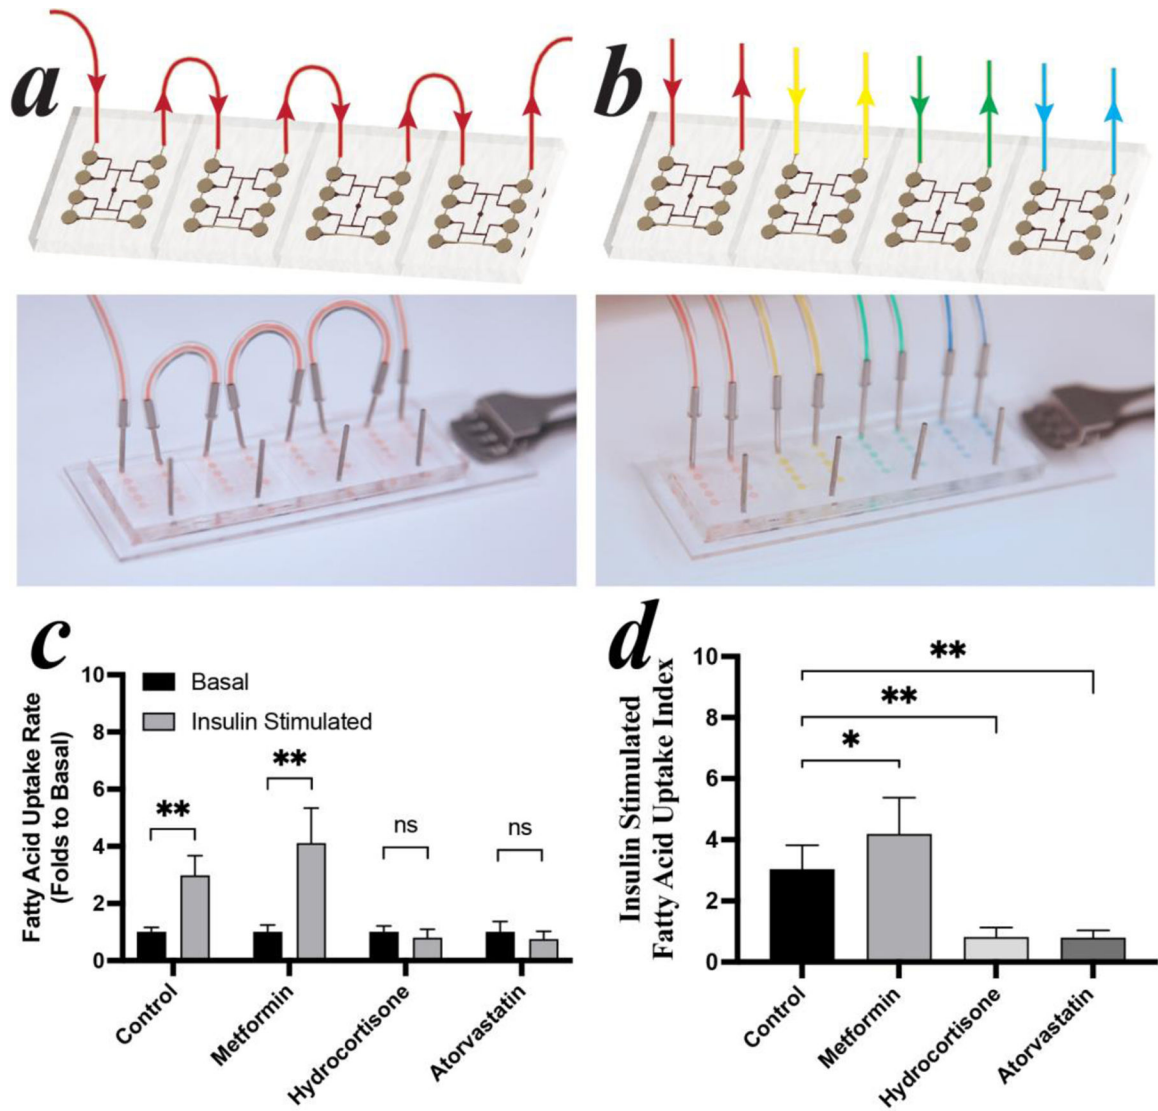 a
b
c
Fatty Acid Uptake Rate
(Folds to Basal)
10
8
6
4
2
0
Basal
Insulin Stimulated
**
**
ns
ns
Control
Metformin
Hydrocortisone
Atorvastatin
d
Insulin Stimulated
Fatty Acid Uptake Index
10
8
6
4
2
0
**
**
*
Control
Metformin
Hydrocortisone
Atorvastatin